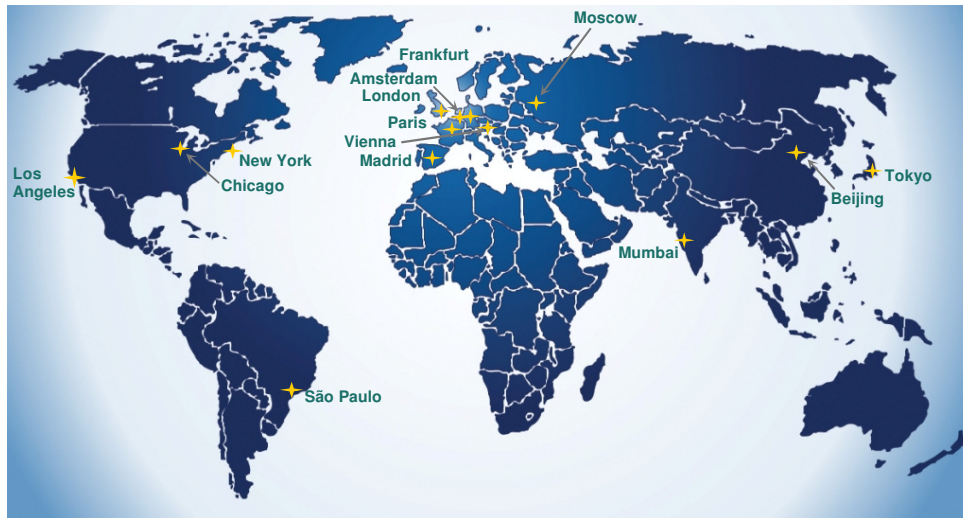 Moscow
Frankfurt
Amsterdam
London
Paris
Vienna
Madrid
New York
Chicago
Los
Angeles
Tokyo
Beijing
Mumbai
São Paulo